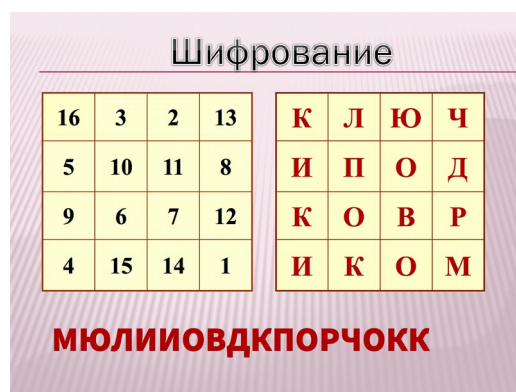 Шифрование
16 3 2 13
5 10 11 8
9 6 7 12
4 15 14 1
К Л Ю Ч
И П О Д
К О В Р
И К О М
МЮЛИИОВДКПОРЧОКК